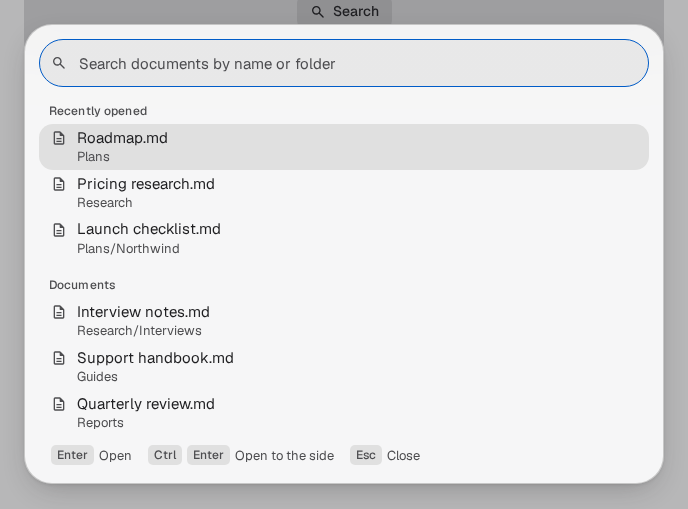 Search
Search documents by name or folder
Recently opened
Roadmap.md
Plans
Pricing research.md
Research
Launch checklist.md
Plans/Northwind
Documents
Interview notes.md
Research/Interviews
Support handbook.md
Guides
Quarterly review.md
Reports
Enter Open Ctrl Enter Open to the side Esc Close